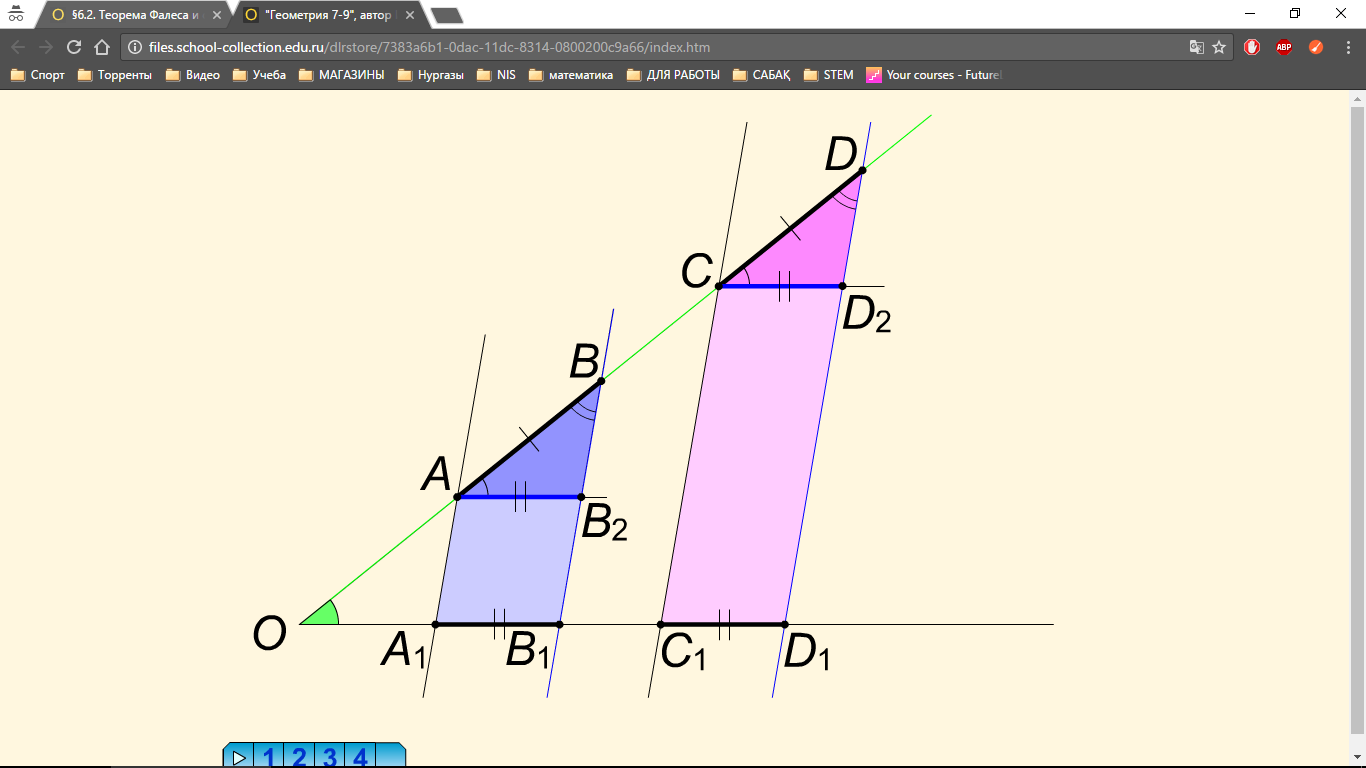 §6.2. Теорема Фалеса и
"Геометрия 7-9", автор
files.school-collection.edu.ru/dlrstore/7383a6b1-0dac-11dc-8314-0800200c9a66/index.htm
ABP
Спорт Торренты Видео Учеба МАГАЗИНЫ Нургазы NIS математика ДЛЯ РАБОТЫ САБАҚ STEM Your courses - Future
D
C
D2
B
A
B2
O
A1 B1 C1 D1
1 2 3 4